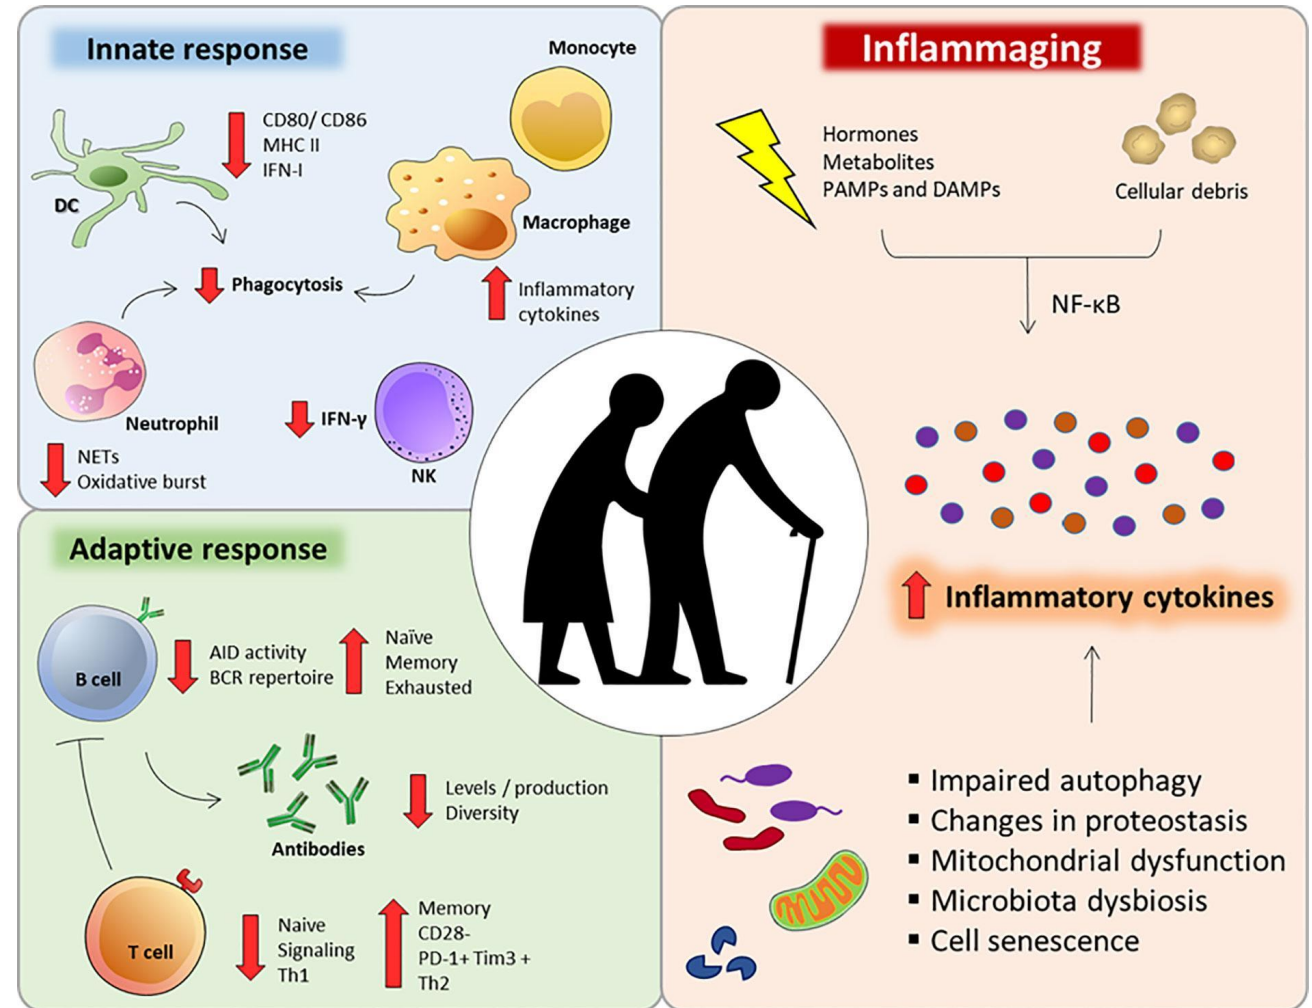 Innate response
Monocyte
CD80/ CD86
MHC II
IFN-I
DC
Macrophage
Phagocytosis
Inflammatory
cytokines
Neutrophil
IFN-γ
NETs
Oxidative burst
NK
Adaptive response
B cell
AID activity
BCR repertoire
Naïve
Memory
Exhausted
Levels / production
Diversity
Antibodies
T cell
Naive
Signaling
Th1
Memory
CD28-
PD-1+ Tim3 +
Th2
Inflammaging
Hormones
Metabolites
PAMPs and DAMPs
Cellular debris
NF-κB
Inflammatory cytokines
▪ Impaired autophagy
▪ Changes in proteostasis
▪ Mitochondrial dysfunction
▪ Microbiota dysbiosis
▪ Cell senescence